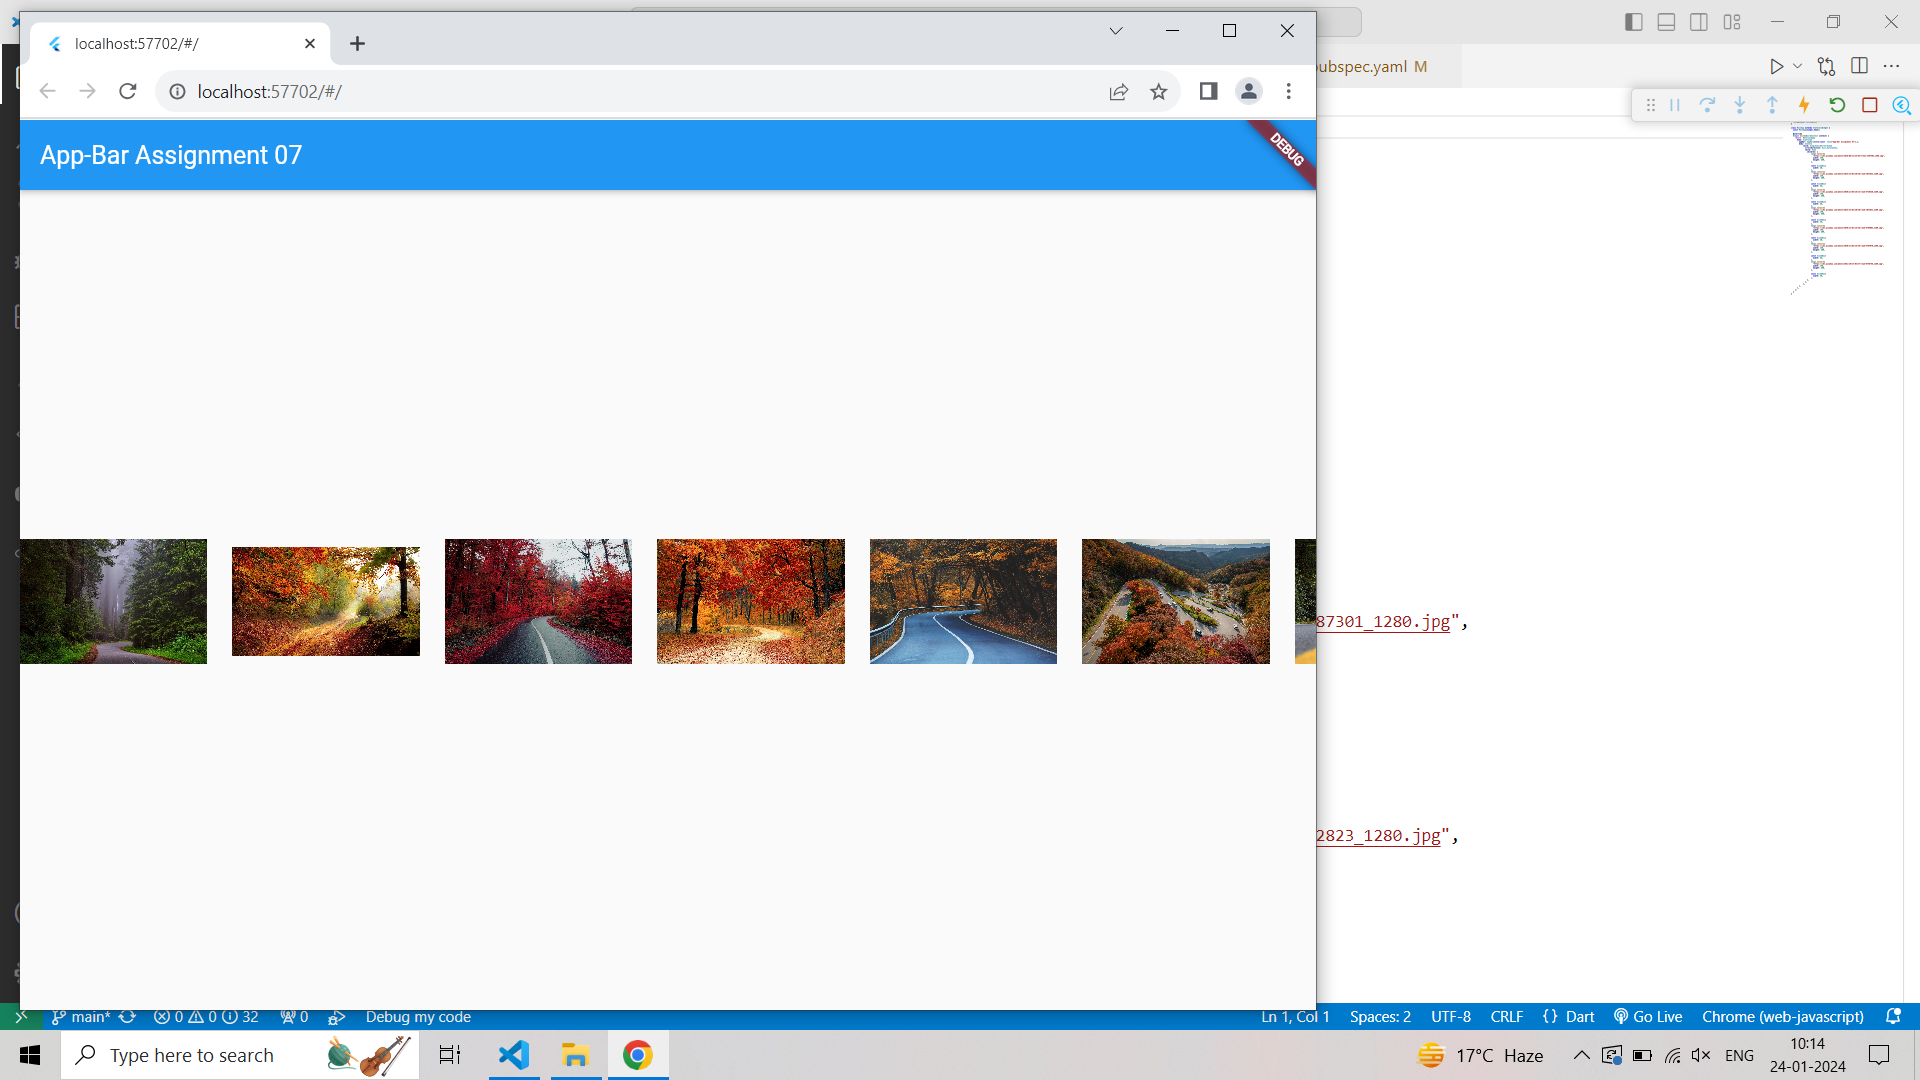 localhost:57702/#/
pubspec.yaml M
localhost:57702/#/
App-Bar Assignment 07
DEBUG
87301_1280.jpg",
2823_1280.jpg",
main* 0 0 32 0 Debug my code
Ln 1, Col 1 Spaces: 2 UTF-8 CRLF {} Dart Go Live Chrome (web-javascript)
Type here to search
17°C Haze
ENG
10:14
24-01-2024